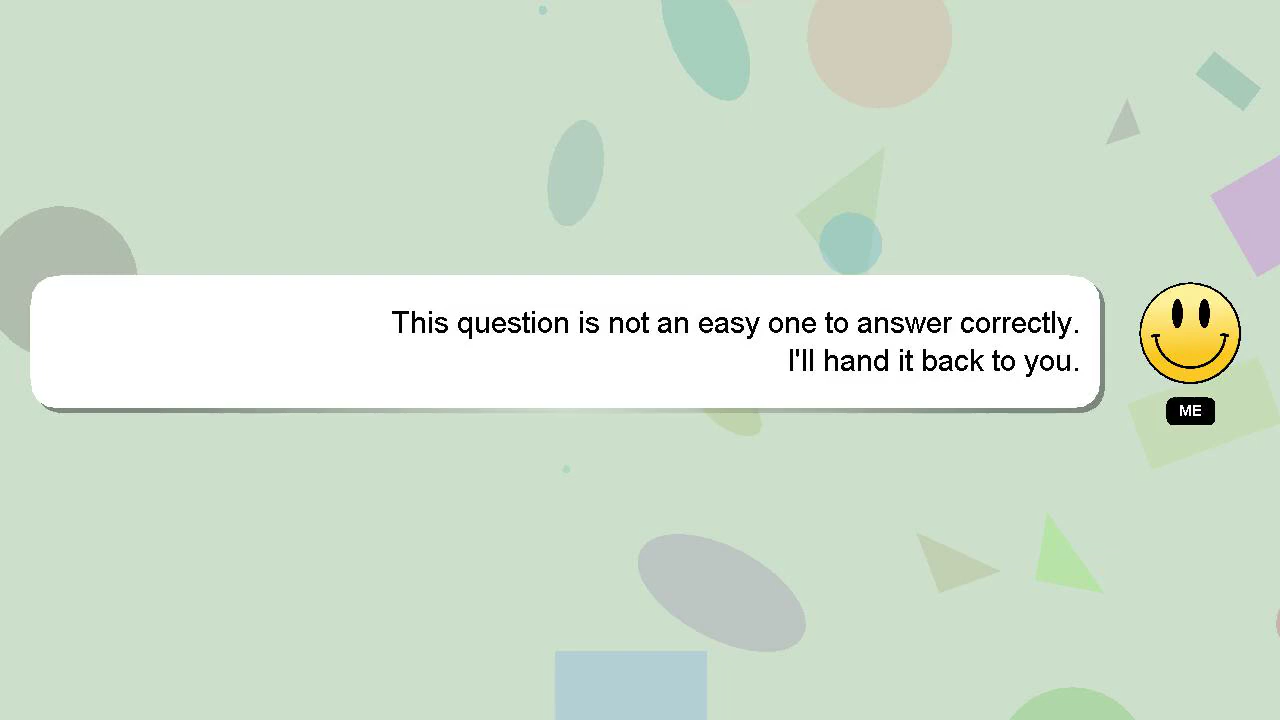 This question is not an easy one to answer correctly.
I'll hand it back to you.
ME